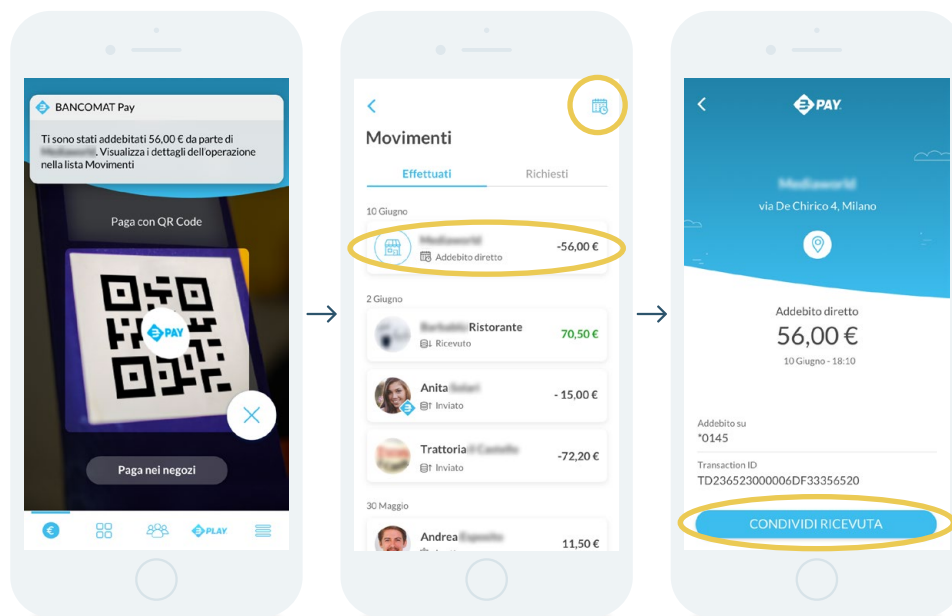 BANCOMAT Pay
Ti sono stati addebitati 56,00 € da parte di
. Visualizza i dettagli dell'operazione
nella lista Movimenti
Paga con QR Code
PAY
Paga nei negozi
€
PLAY
Movimenti
Effettuati
Richiesti
10 Giugno
Addebito diretto
-56,00 €
2 Giugno
Ristorante
Ricevuto
70,50 €
Anita
Inviato
- 15,00 €
Trattoria
Inviato
-72,20 €
30 Maggio
Andrea
11,50 €
PAY
via De Chirico 4, Milano
Addebito diretto
56,00 €
10 Giugno - 18:10
Addebito su
*0145
Transaction ID
TD236523000006DF33356520
CONDIVIDI RICEVUTA